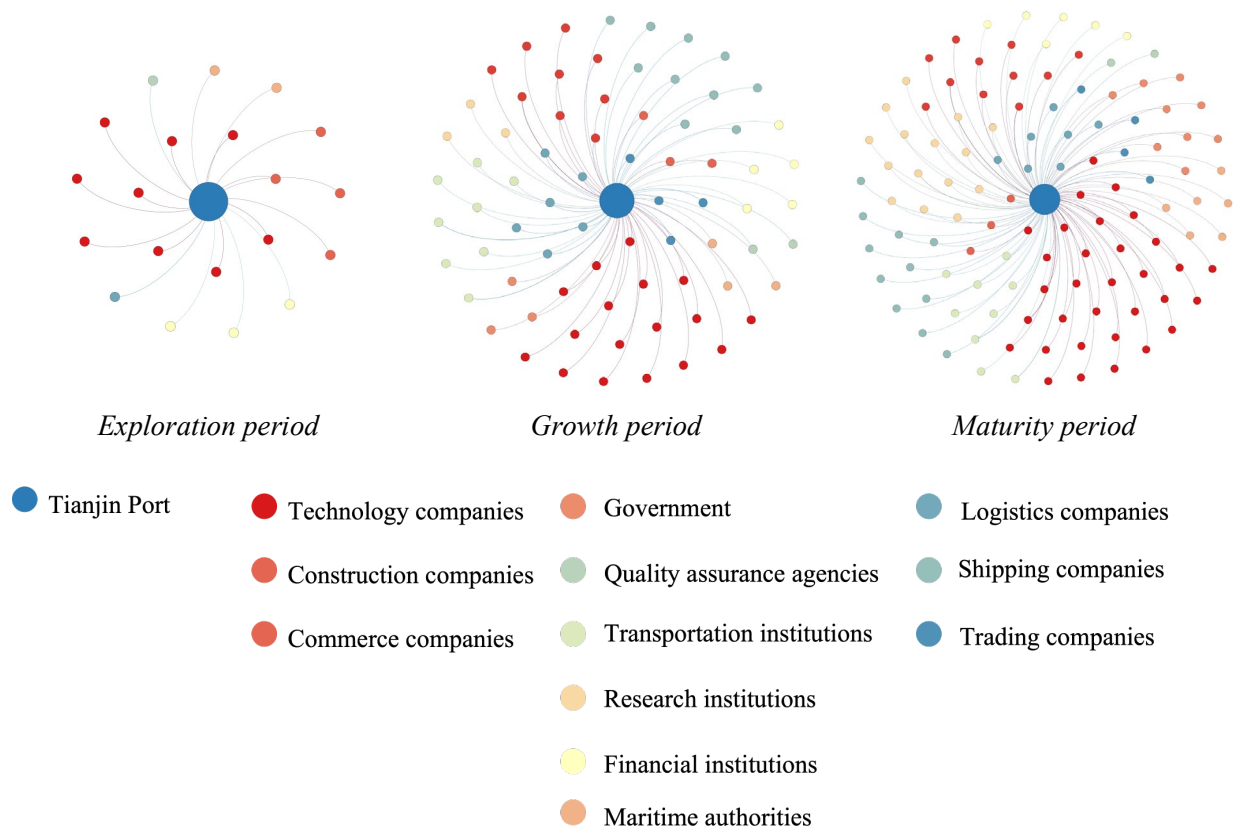 Exploration period
Growth period
Maturity period
Tianjin Port
Technology companies
Construction companies
Commerce companies
Government
Quality assurance agencies
Transportation institutions
Research institutions
Financial institutions
Maritime authorities
Logistics companies
Shipping companies
Trading companies